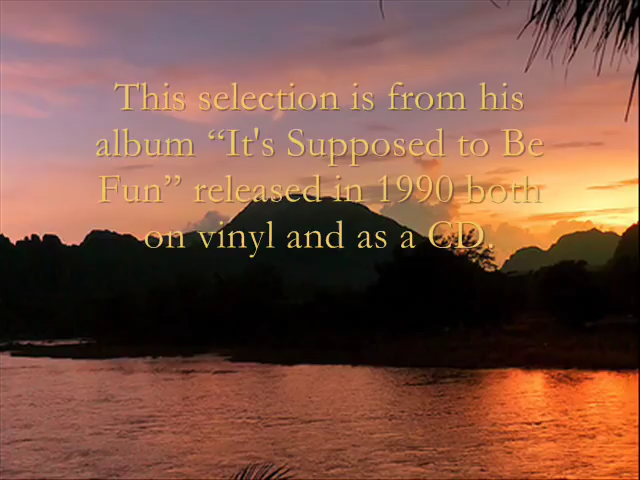 This selection is from his
album “It's Supposed to Be
Fun” released in 1990 both
on vinyl and as a CD.